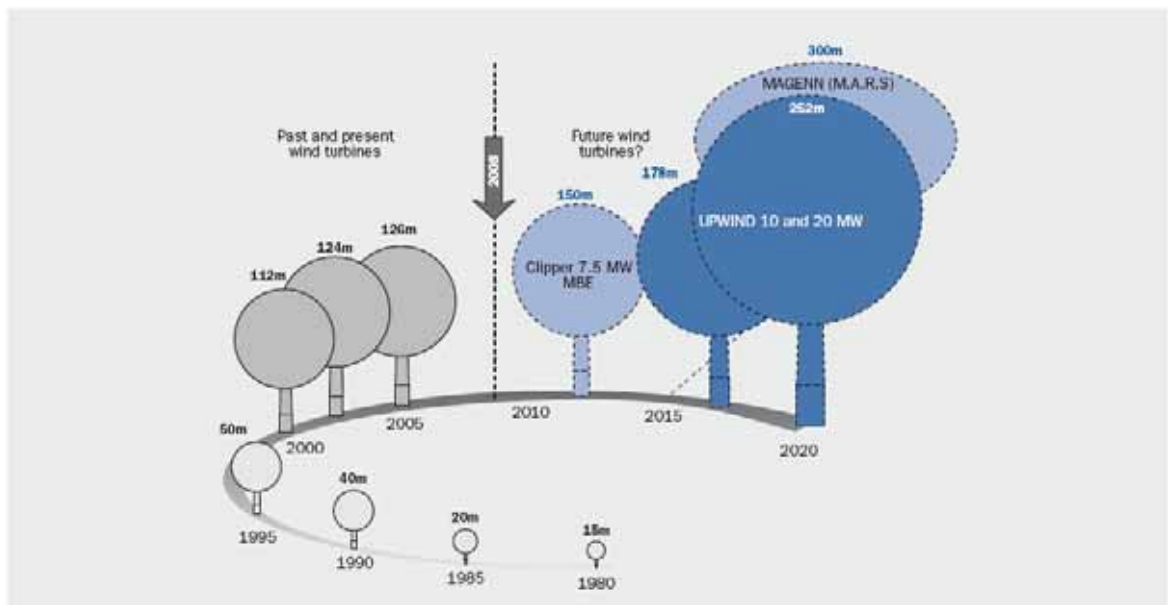 300m
MAGENN (M.A.R.S)
252m
Past and present
wind turbines
2008
Future wind
turbines?
178m
150m
UPWIND 10 and 20 MW
126m
124m
112m
Clipper 7.5 MW
MBE
2010
2015
2005
2000
2020
50m
40m
20m
15m
1995
1990
1985
1980